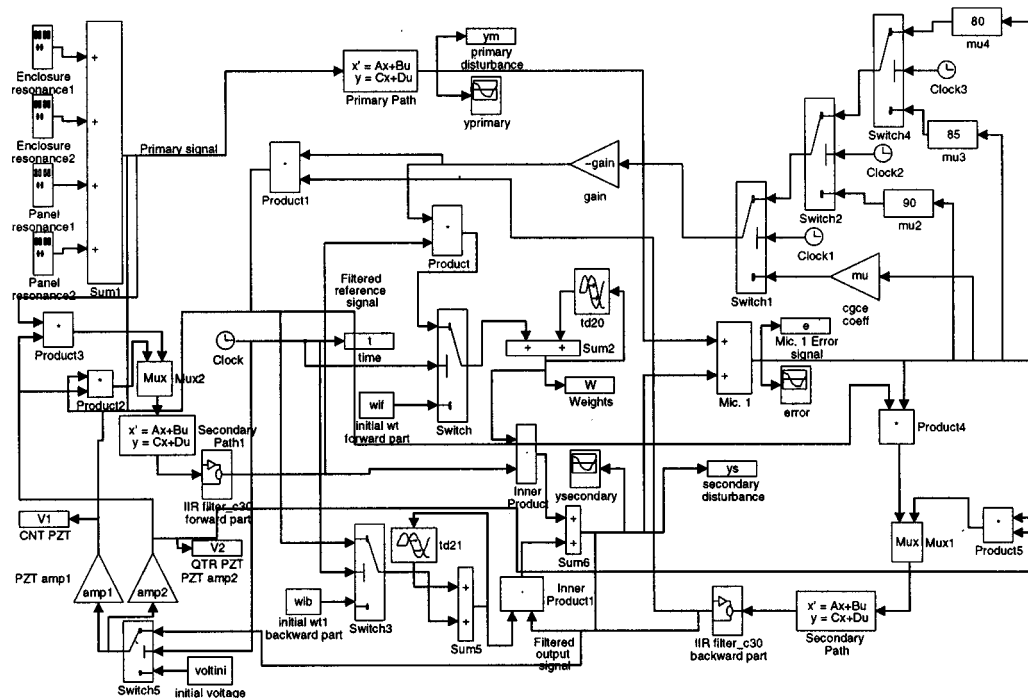 Enclosure
resonance1
Enclosure
resonance2
Panel
resonance1
Panel
resonance2
+
+
+
+
Sum1
Primary signal
x' = Ax+Bu
y = Cx+Du
Primary Path
ym
primary
disturbance
yprimary
Product1
-gain
gain
Product
80
mu4
Clock3
Switch4
85
mu3
Clock2
Switch2
90
mu2
Clock1
Switch1
mu
cgce
coeff
Filtered
reference
signal
Clock
t
time
td20
+
+
Sum2
W
Weights
wif
initial wt
forward part
Switch
Product3
Product2
Mux
Mux2
x' = Ax+Bu
y = Cx+Du
Secondary
Path1
IIR filter_c30
forward part
+
+
Mic. 1
e
Mic. 1 Error
signal
error
Product4
Inner
Product
ysecondary
ys
secondary
disturbance
+
+
Sum6
Mux
Mux1
Product5
V1
CNT PZT
V2
QTR PZT
PZT amp2
PZT amp1
amp1
amp2
td21
wib
initial wt1
backward part
Switch3
+
+
Sum5
Inner
Product1
Filtered
output
signal
IIR filter_c30
backward part
x' = Ax+Bu
y = Cx+Du
Secondary
Path
Switch5
voltini
initial voltage